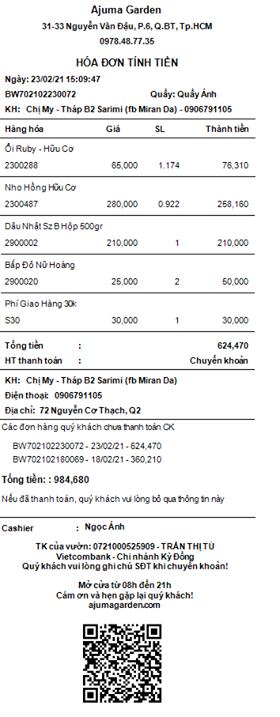 Ajuma Garden
31-33 Nguyễn Văn Đậu, P.6, Q.BT, Tp.HCM
0978.48.77.35
HÓA ĐƠN TÍNH TIỀN
Ngày: 23/02/21 15:09:47
BW702102230072 Quầy: Quầy Ánh
KH: Chị My - Tháp B2 Sarimi (fb Miran Da) - 0906791105
Hàng hóa Giá SL Thành tiền
Ổi Ruby - Hữu Cơ
2300288 65,000 1.174 76,310
Nho Hồng Hữu Cơ
2300487 280,000 0.922 258,160
Dâu Nhật Sz B Hộp 500gr
2900002 210,000 1 210,000
Bắp Đỏ Nữ Hoàng
2900020 25,000 2 50,000
Phí Giao Hàng 30k
S30 30,000 1 30,000
Tổng tiền : 624,470
HT thanh toán : Chuyển khoản
KH: Chị My - Tháp B2 Sarimi (fb Miran Da)
Điện thoại: 0906791105
Địa chỉ: 72 Nguyễn Cơ Thạch, Q2
Các đơn hàng quý khách chưa thanh toán CK
BW702102230072 - 23/02/21 - 624,470
BW702102180069 - 18/02/21 - 360,210
Tổng tiền: : 984,680
Nếu đã thanh toán, quý khách vui lòng bỏ qua thông tin này
Cashier : Ngọc Ánh
TK của vườn: 0721000525909 - TRẦN THỊ TÚ
Vietcombank - Chi nhánh Kỳ Đồng
Quý khách vui lòng ghi chú SĐT khi chuyển khoản!
Mở cửa từ 08h đến 21h
Cám ơn và hẹn gặp lại quý khách!
ajumagarden.com